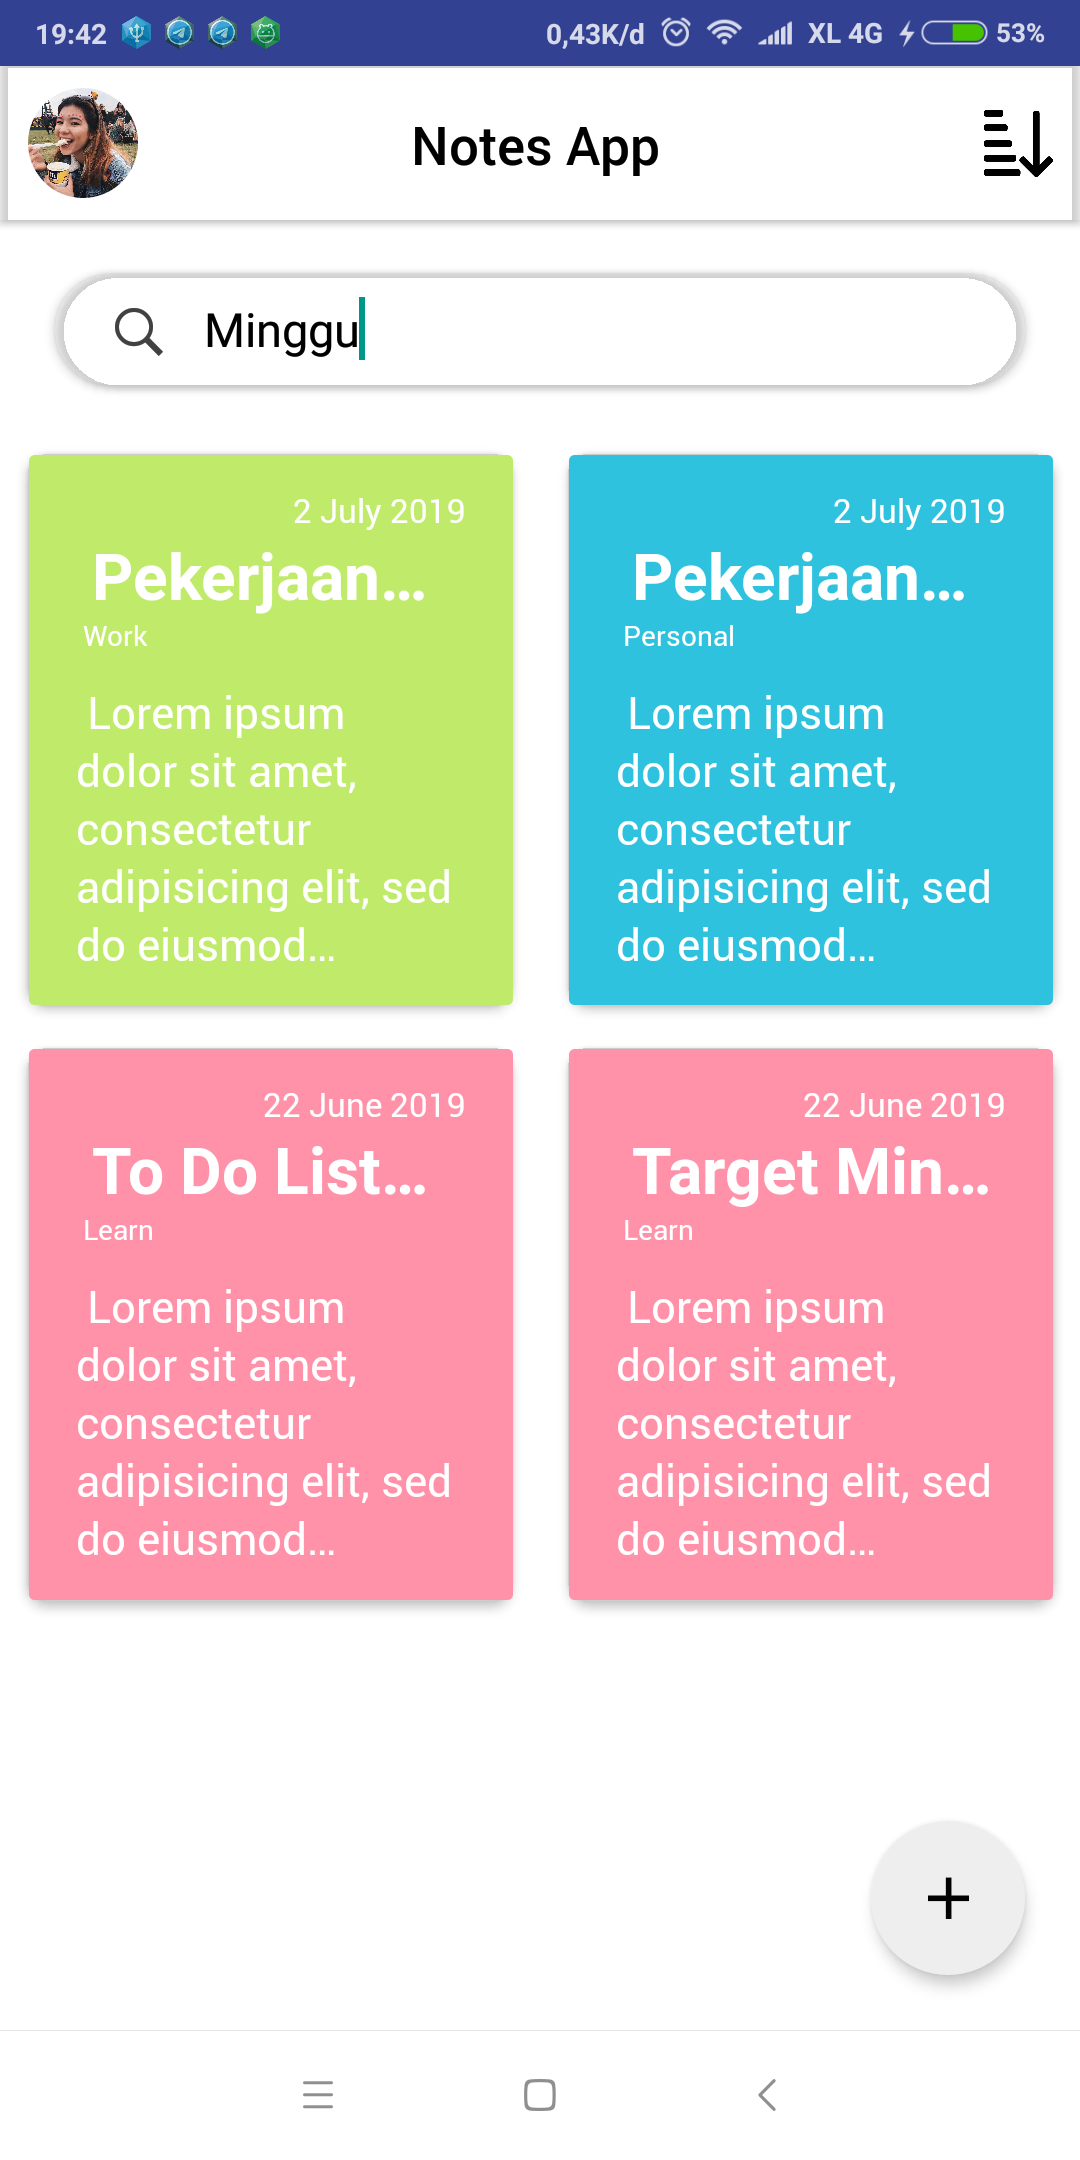 19:42 0,43K/d XL 4G 53%
Notes App
Minggu
2 July 2019
Pekerjaan...
Work
Lorem ipsum
dolor sit amet,
consectetur
adipisicing elit, sed
do eiusmod...
2 July 2019
Pekerjaan...
Personal
Lorem ipsum
dolor sit amet,
consectetur
adipisicing elit, sed
do eiusmod...
22 June 2019
To Do List...
Learn
Lorem ipsum
dolor sit amet,
consectetur
adipisicing elit, sed
do eiusmod...
22 June 2019
Target Min...
Learn
Lorem ipsum
dolor sit amet,
consectetur
adipisicing elit, sed
do eiusmod...